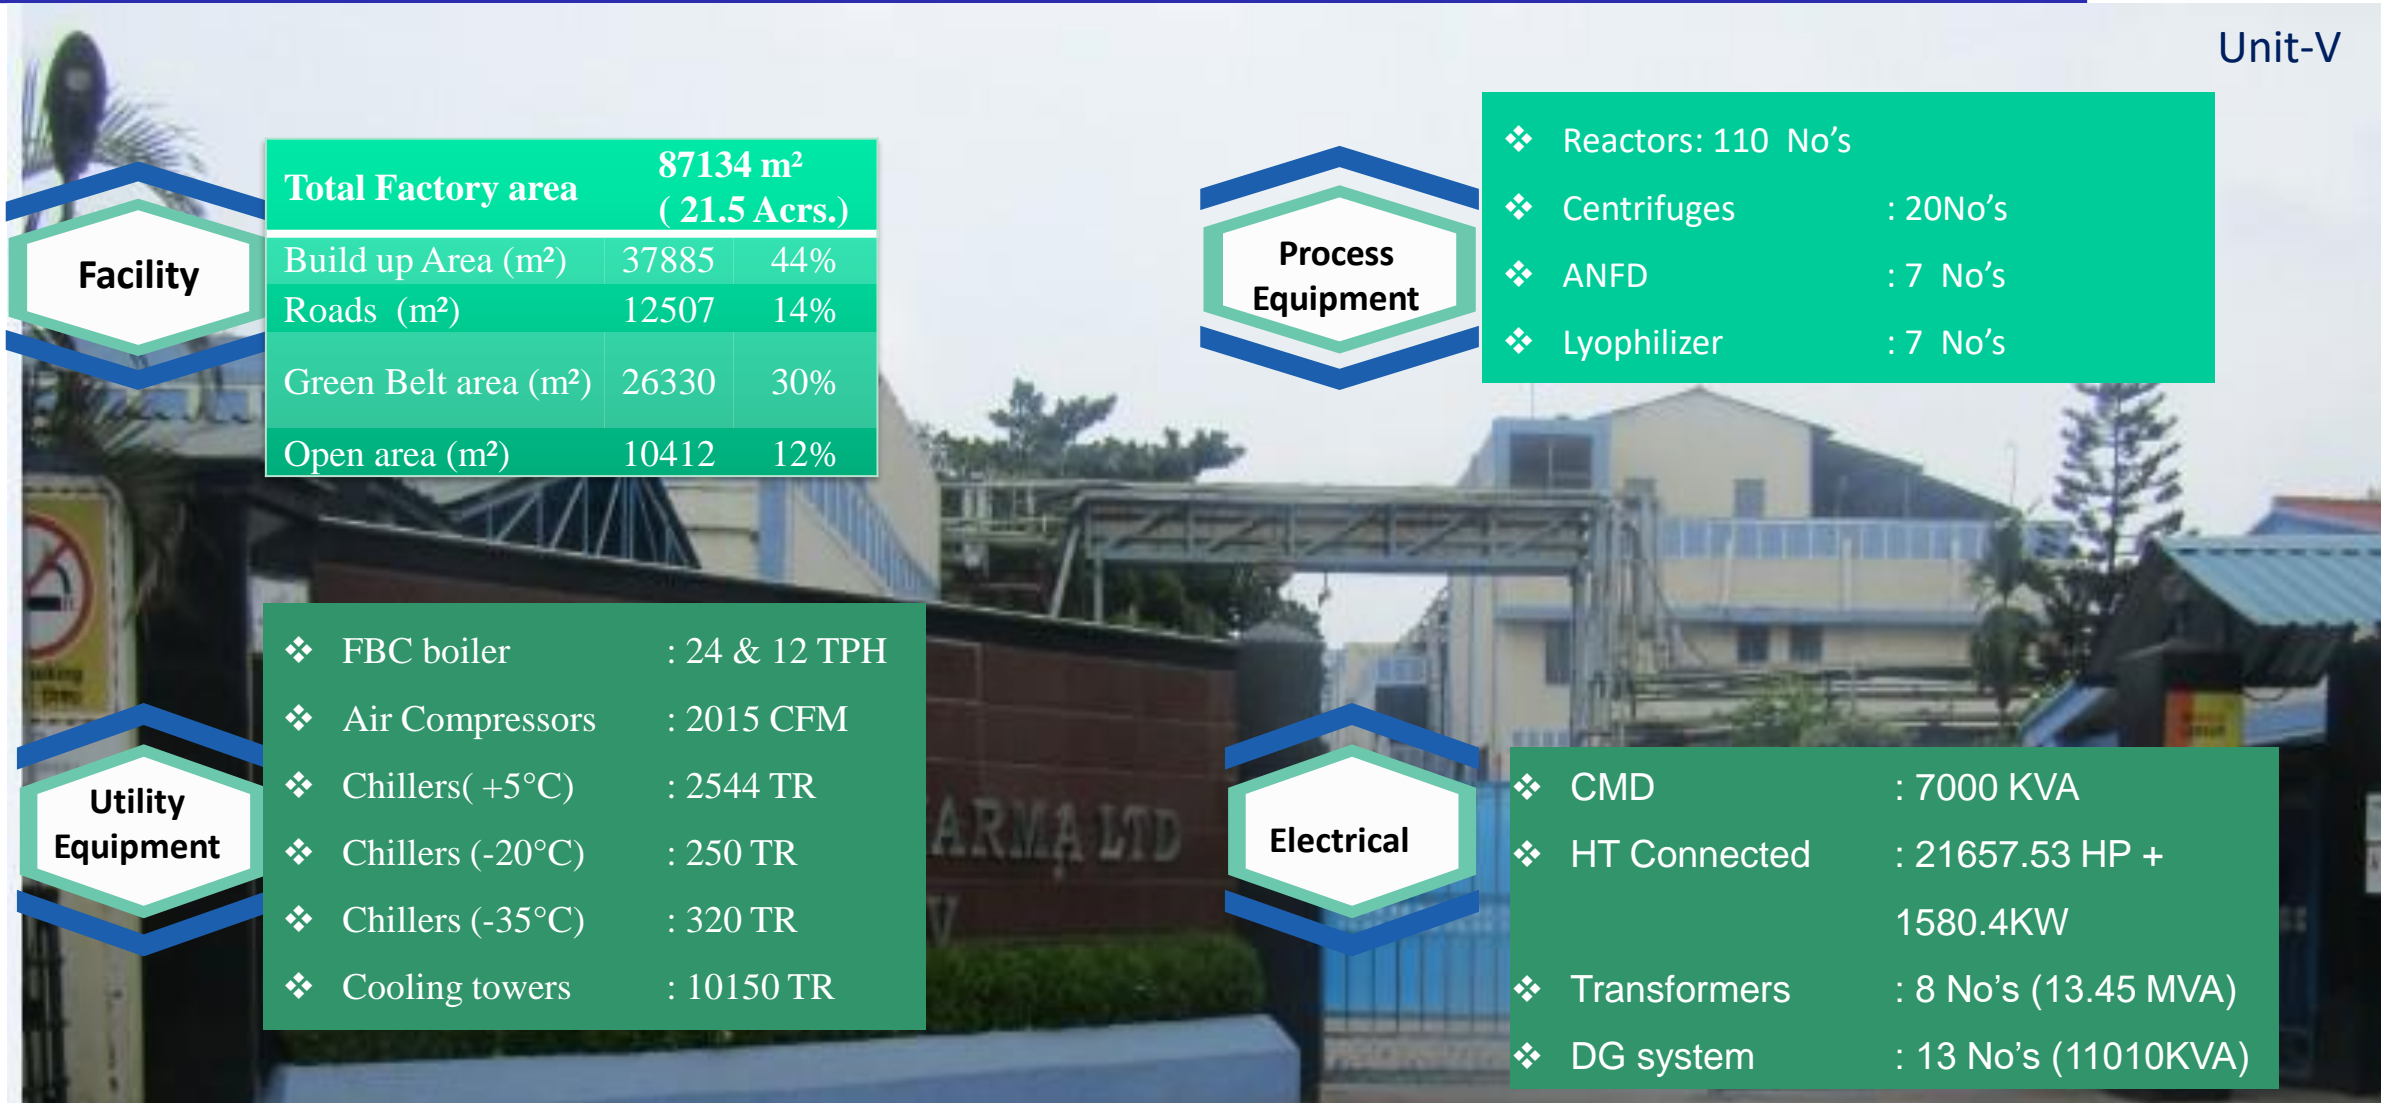 Unit-V
Facility
Total Factory area 87134 m²
( 21.5 Acrs.)
Build up Area (m²) 37885 44%
Roads (m²) 12507 14%
Green Belt area (m²) 26330 30%
Open area (m²) 10412 12%
Process
Equipment
❖ Reactors: 110 No’s
❖ Centrifuges : 20No’s
❖ ANFD : 7 No’s
❖ Lyophilizer : 7 No’s
Utility
Equipment
❖ FBC boiler : 24 & 12 TPH
❖ Air Compressors : 2015 CFM
❖ Chillers( +5°C) : 2544 TR
❖ Chillers (-20°C) : 250 TR
❖ Chillers (-35°C) : 320 TR
❖ Cooling towers : 10150 TR
ARMA LTD
V
Electrical
❖ CMD : 7000 KVA
❖ HT Connected : 21657.53 HP +
1580.4KW
❖ Transformers : 8 No’s (13.45 MVA)
❖ DG system : 13 No’s (11010KVA)